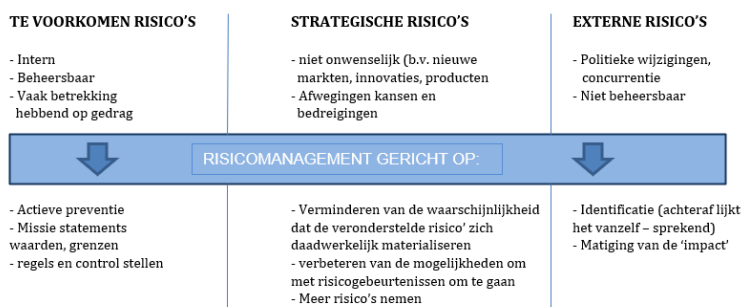 TE VOORKOMEN RISICO'S
- Intern
- Beheersbaar
- Vaak betrekking
hebbend op gedrag
STRATEGISCHE RISICO'S
- niet onwenselijk (b.v. nieuwe
markten, innovaties, producten
- Afwegingen kansen en
bedreigingen
EXTERNE RISICO'S
- Politieke wijzigingen,
concurrentie
- Niet beheersbaar
RISICOMANAGEMENT GERICHT OP:
- Actieve preventie
- Missie statements
waarden, grenzen
- regels en control stellen
- Verminderen van de waarschijnlijkheid
dat de veronderstelde risico' zich
daadwerkelijk materialiseren
- verbeteren van de mogelijkheden om
met risicogebeurtenissen om te gaan
- Meer risico's nemen
- Identificatie (achteraf lijkt
het vanzelf – sprekend)
- Matiging van de 'impact'